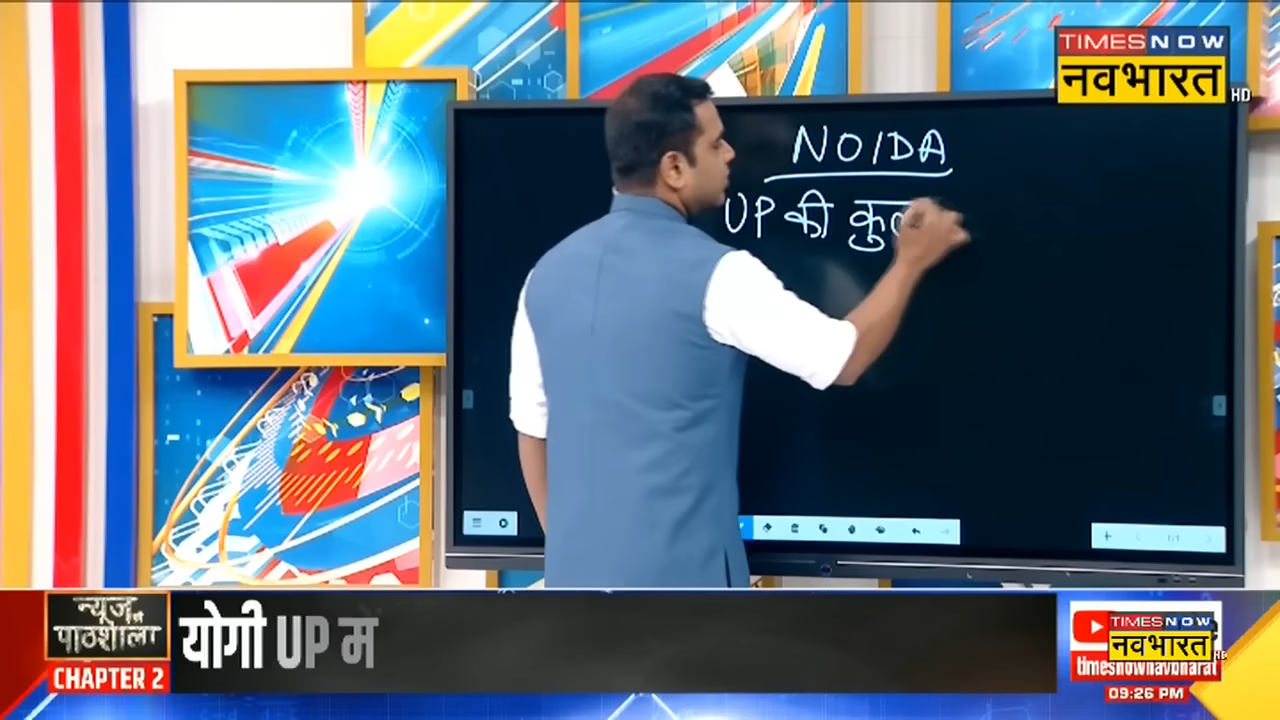 TIMES NOW
नवभारत
HD
NOIDA
UP की
न्यूज़ की
पाठशाला
CHAPTER 2
योगी UP में
TIMES NOW
नवभारत
timesnownavbharat
09:26 PM